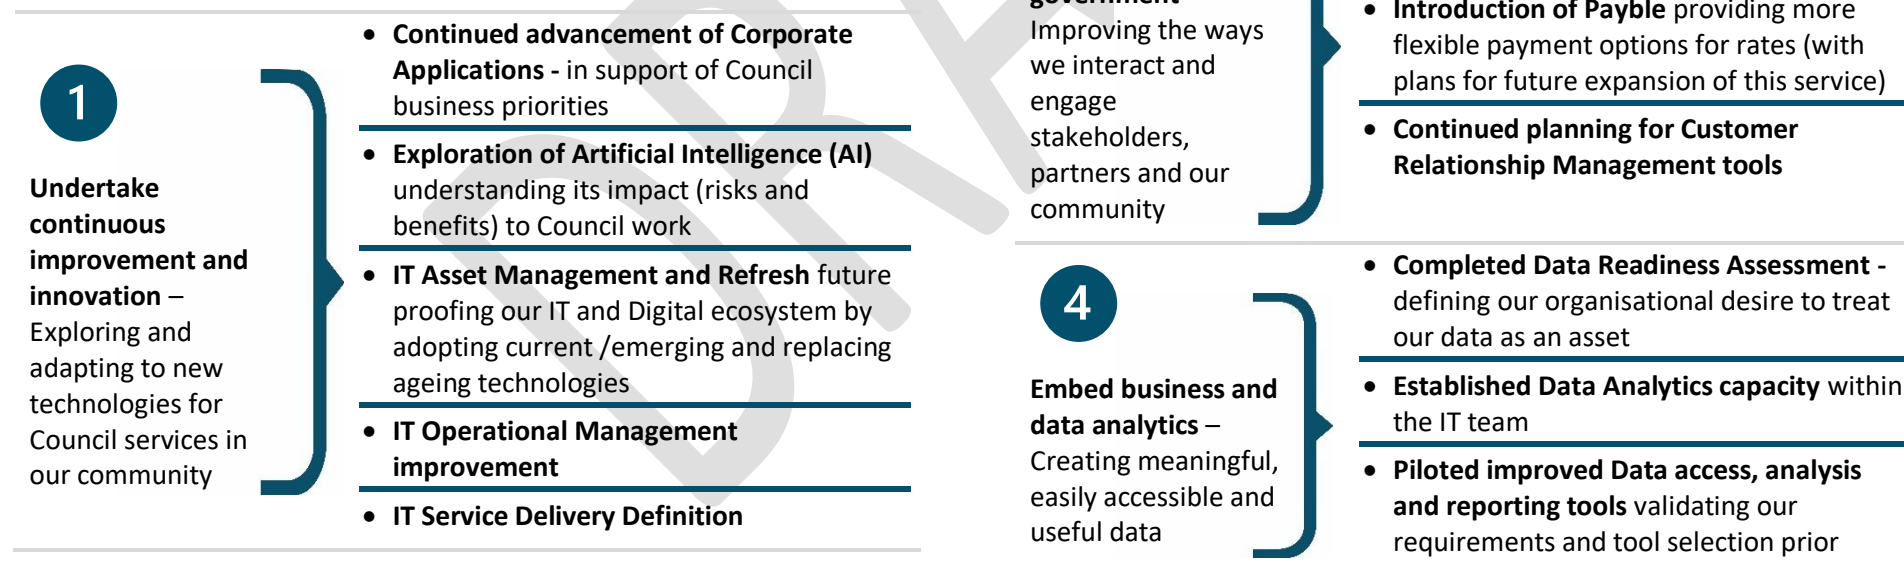 1
Undertake
continuous
improvement and
innovation –
Exploring and
adapting to new
technologies for
Council services in
our community
• Continued advancement of Corporate
Applications - in support of Council
business priorities
• Exploration of Artificial Intelligence (AI)
understanding its impact (risks and
benefits) to Council work
• IT Asset Management and Refresh future
proofing our IT and Digital ecosystem by
adopting current /emerging and replacing
ageing technologies
• IT Operational Management
improvement
• IT Service Delivery Definition
government
Improving the ways
we interact and
engage
stakeholders,
partners and our
community
• Introduction of Payble providing more
flexible payment options for rates (with
plans for future expansion of this service)
• Continued planning for Customer
Relationship Management tools
4
Embed business and
data analytics –
Creating meaningful,
easily accessible and
useful data
• Completed Data Readiness Assessment -
defining our organisational desire to treat
our data as an asset
• Established Data Analytics capacity within
the IT team
• Piloted improved Data access, analysis
and reporting tools validating our
requirements and tool selection prior